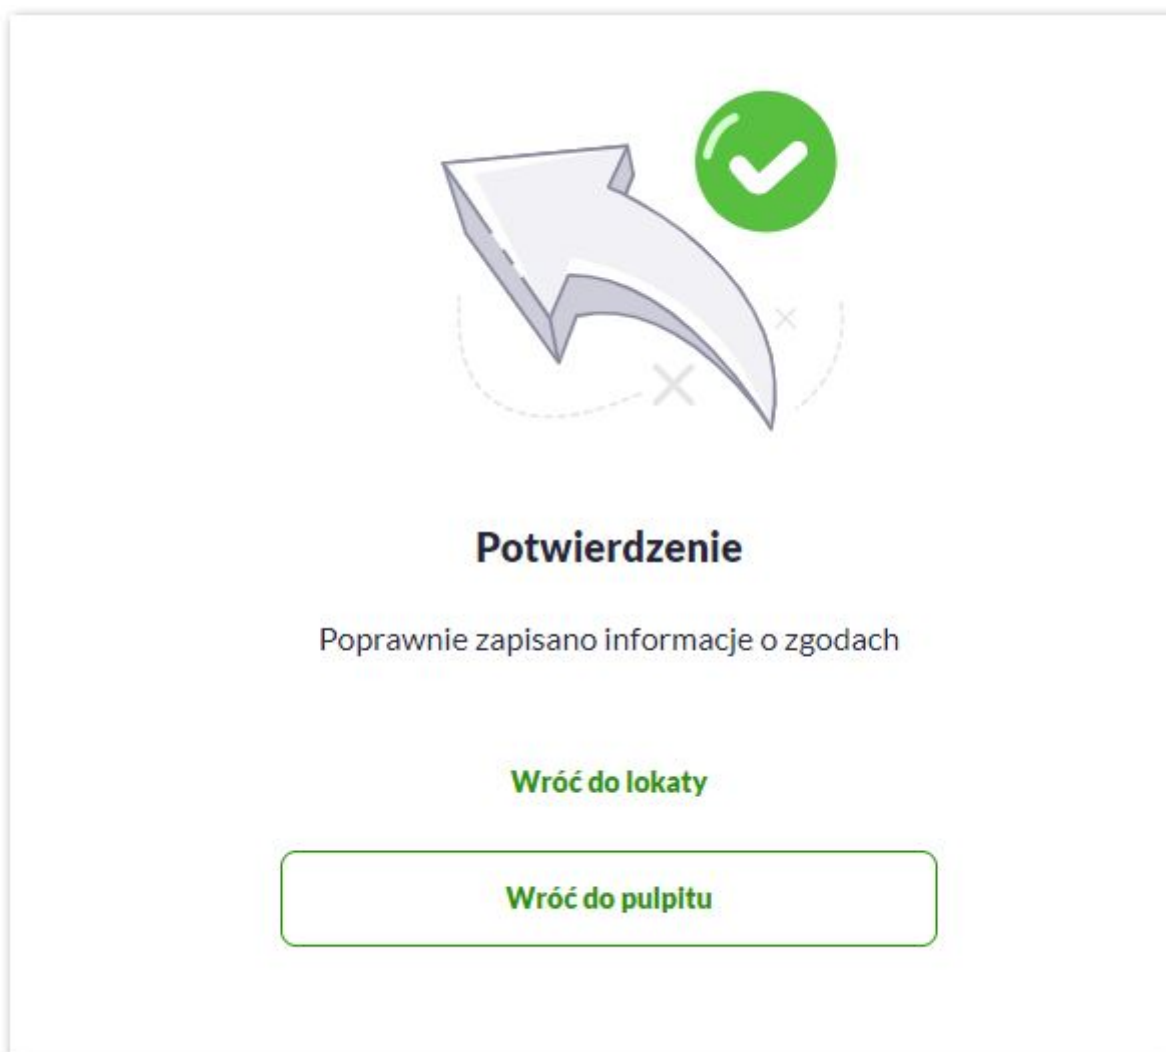 Potwierdzenie
Poprawnie zapisano informacje o zgodach
Wróć do lokaty
Wróć do pulpitu